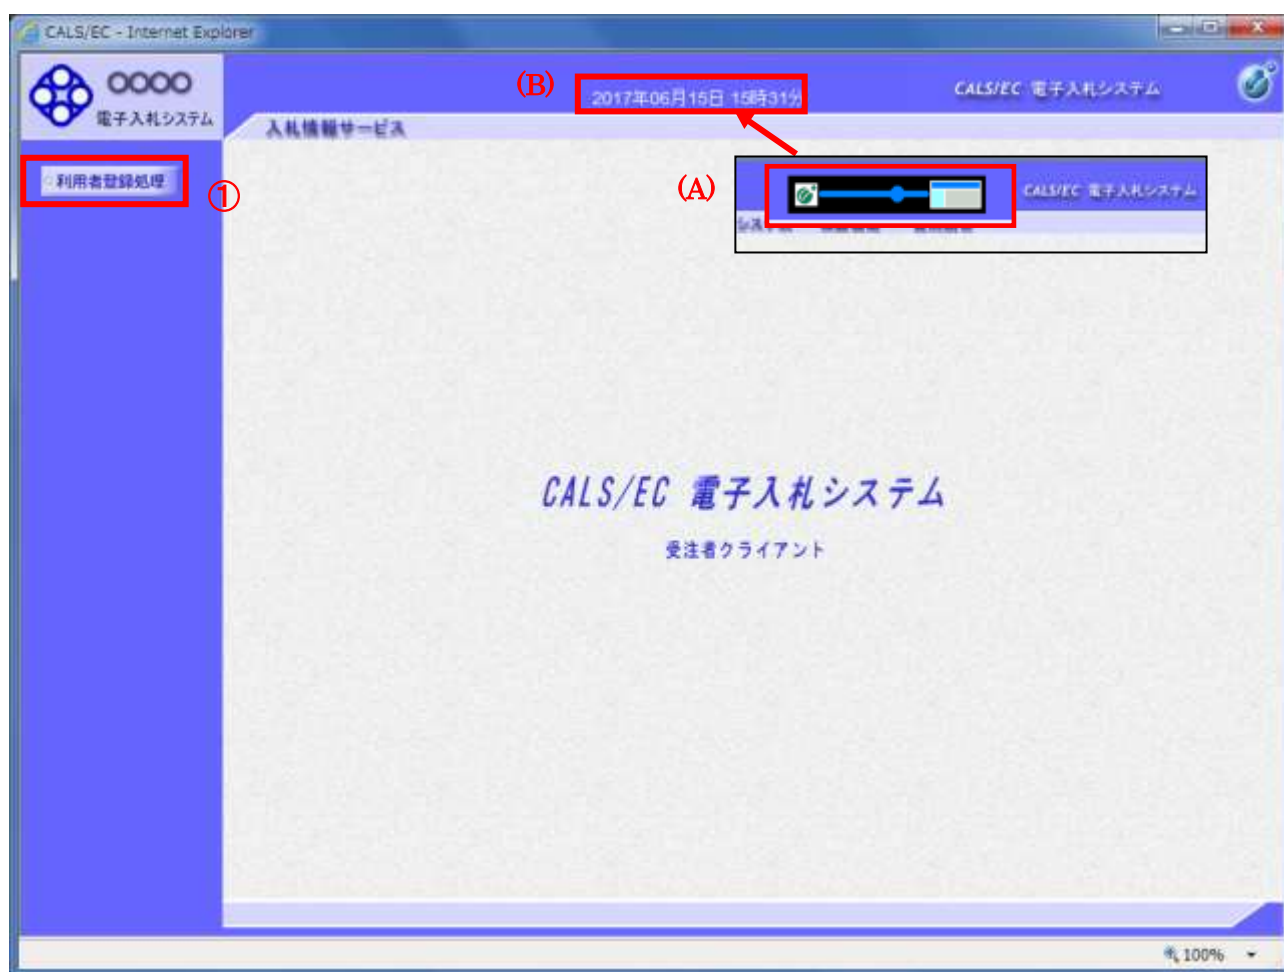 CALS/EC - Internet Explorer
○○○○
電子入札システム
(B)
2017年06月15日 15時31分
CALS/EC 電子入札システム
入札情報サービス
利用者登録処理
①
(A)
CALS/EC 電子入札システム
CALS/EC 電子入札システム
受注者クライアント
100%